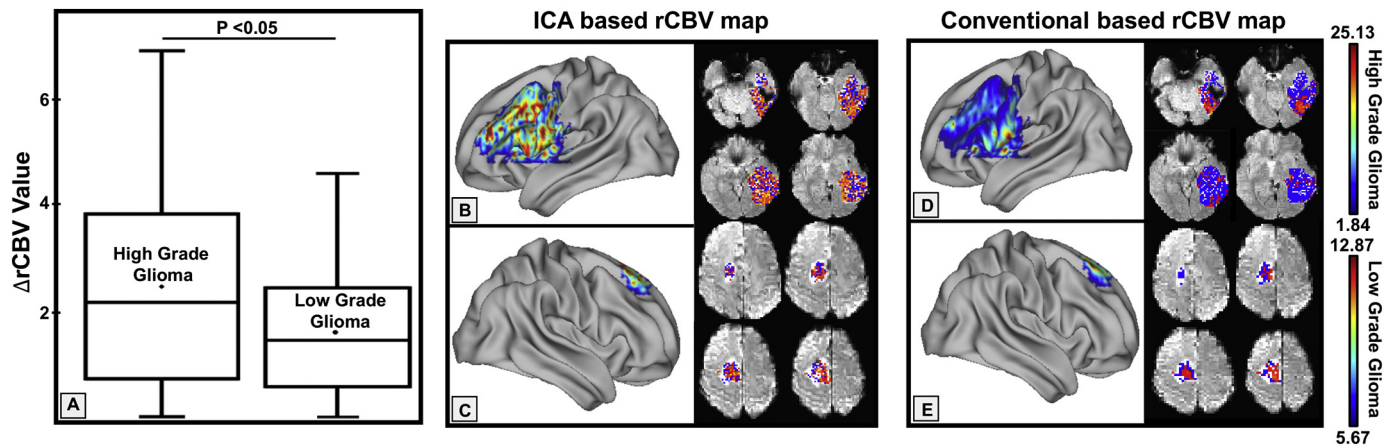 P <0.05
ΔrCBV Value
6
4
2
High Grade
Glioma
Low Grade
Glioma
A
ICA based rCBV map
B
C
Conventional based rCBV map
D
E
25.13
High Grade Glioma
1.84
12.87
Low Grade Glioma
5.67